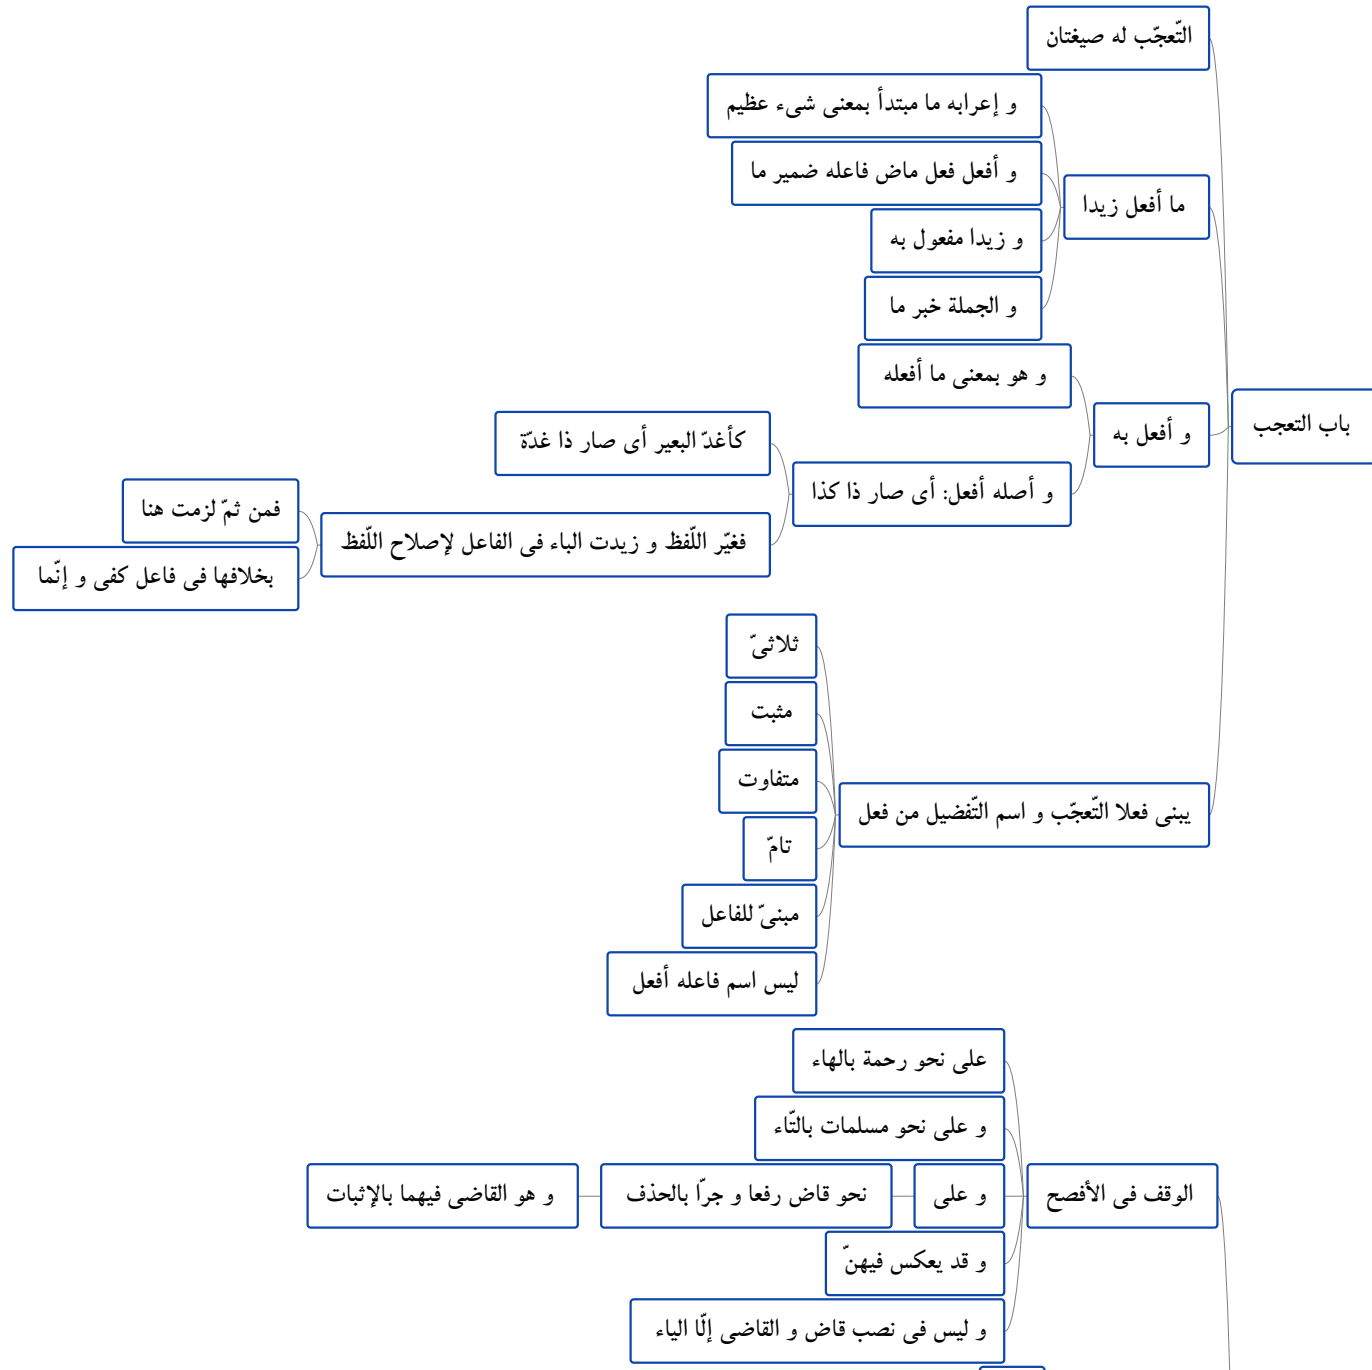 باب التعجب
التّعجّب له صيغتان
ما أفعل زيدا
و إعرابه ما مبتدأ بمعنى شىء عظيم
و أفعل فعل ماض فاعله ضمير ما
و زيدا مفعول به
و الجملة خبر ما
و أفعل به
و هو بمعنى ما أفعله
و أصله أفعل: أى صار ذا كذا
كأغدّ البعير أى صار ذا غدّة
فغيّر اللّفظ و زيدت الباء فى الفاعل لإصلاح اللّفظ
فمن ثمّ لزمت هنا
بخلافها فى فاعل كفى و إنّما
يبنى فعلا التّعجّب و اسم التّفضيل من فعل
ثلاثىّ
مثبت
متفاوت
تامّ
مبنىّ للفاعل
ليس اسم فاعله أفعل
الوقف فى الأفصح
على نحو رحمة بالهاء
و على نحو مسلمات بالتّاء
و على
نحو قاض رفعا و جرّا بالحذف
و هو القاضى فيهما بالإثبات
و قد يعكس فيهنّ
و ليس فى نصب قاض و القاضى إلّا الياء